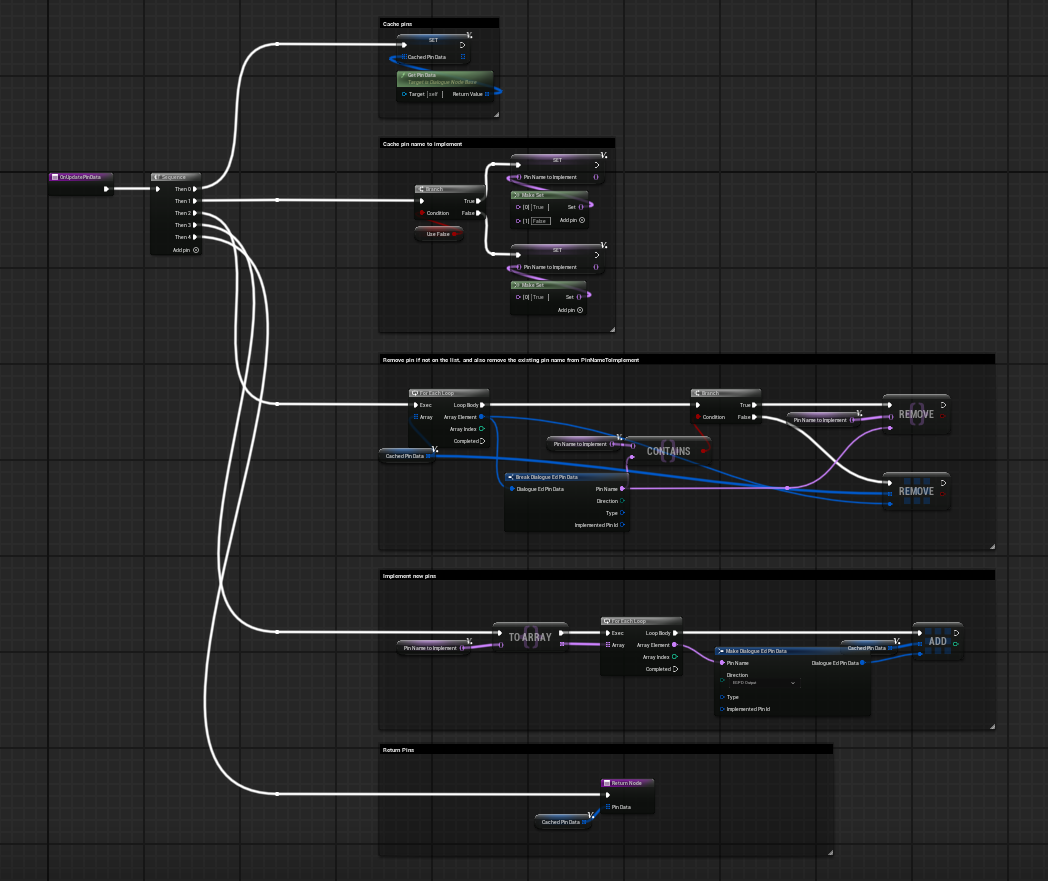 Cache pins
SET
Cached Pin Data
Get Pin Data
Target is Dialogue Node Base
Target self Return Value
Cache pin name to implement
OnUpdatePinData
Sequence
Then 0
Then 1
Then 2
Then 3
Then 4
Add pin
Branch
True
Condition False
Use False
SET
Pin Name to Implement
Make Set
[0] True Set
[1] False Add pin
SET
Pin Name to Implement
Make Set
[0] True Set
Add pin
Remove pin if not on the list, and also remove the existing pin name from PinNameToImplement
For Each Loop
Exec Loop Body
Array Array Element
Array Index
Completed
Cached Pin Data
Pin Name to Implement
CONTAINS
Break Dialogue Ed Pin Data
Dialogue Ed Pin Data Pin Name
Direction
Type
Implemented Pin Id
Branch
True
Condition False
Pin Name to Implement
REMOVE
REMOVE
Implement new pins
Pin Name to Implement
TO ARRAY
For Each Loop
Exec Loop Body
Array Array Element
Array Index
Completed
Make Dialogue Ed Pin Data
Pin Name Dialogue Ed Pin Data
Direction
Type
Implemented Pin Id
Cached Pin Data
ADD
Return Pins
Return Node
Pin Data
Cached Pin Data